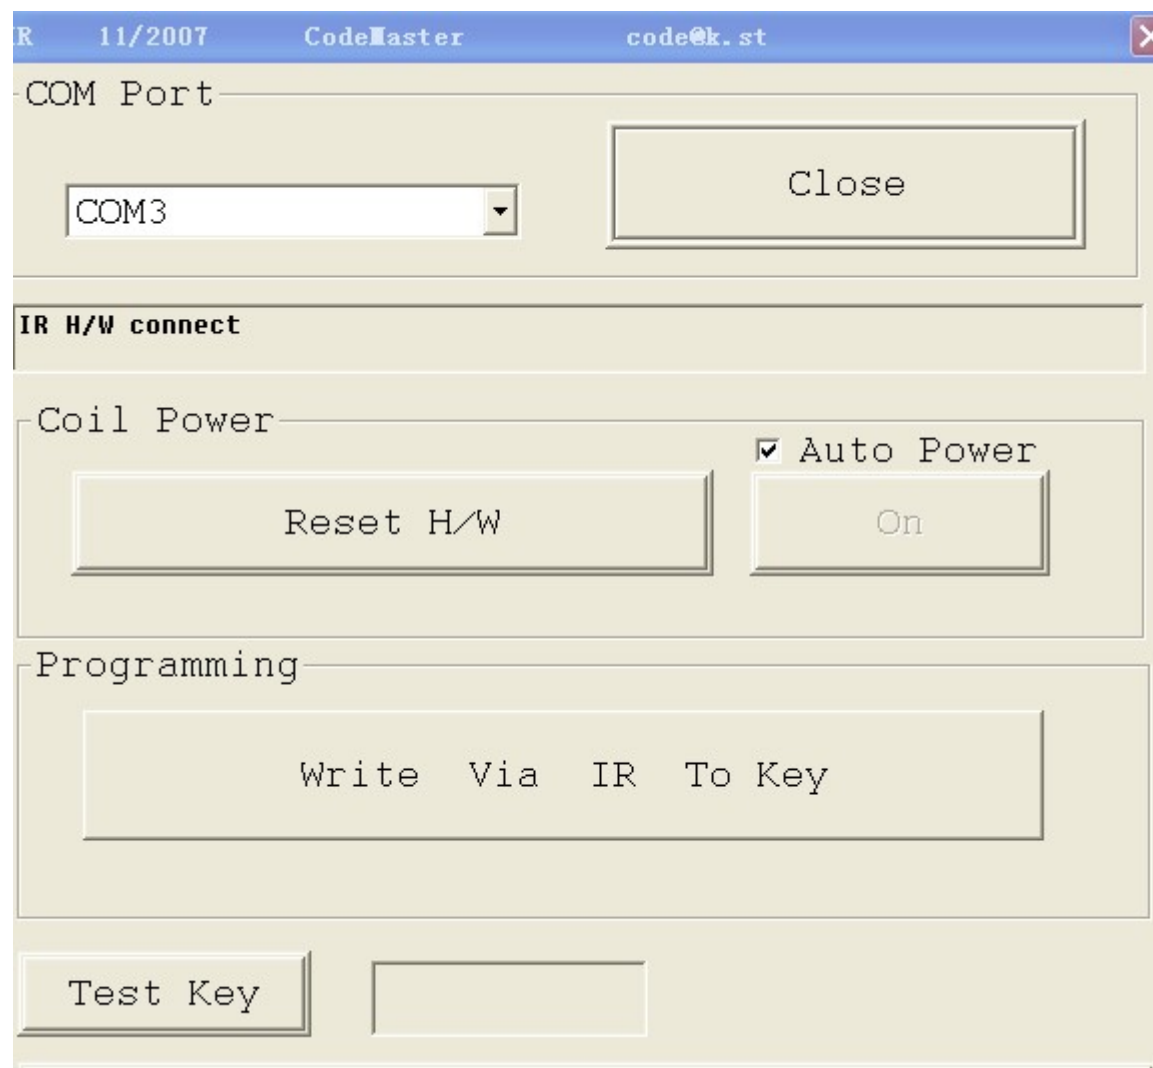 IR 11/2007 CodeMaster code@k.st
COM Port
Close
COM3
IR H/W connect
Coil Power
Auto Power
Reset H/W
On
Programming
Write Via IR To Key
Test Key